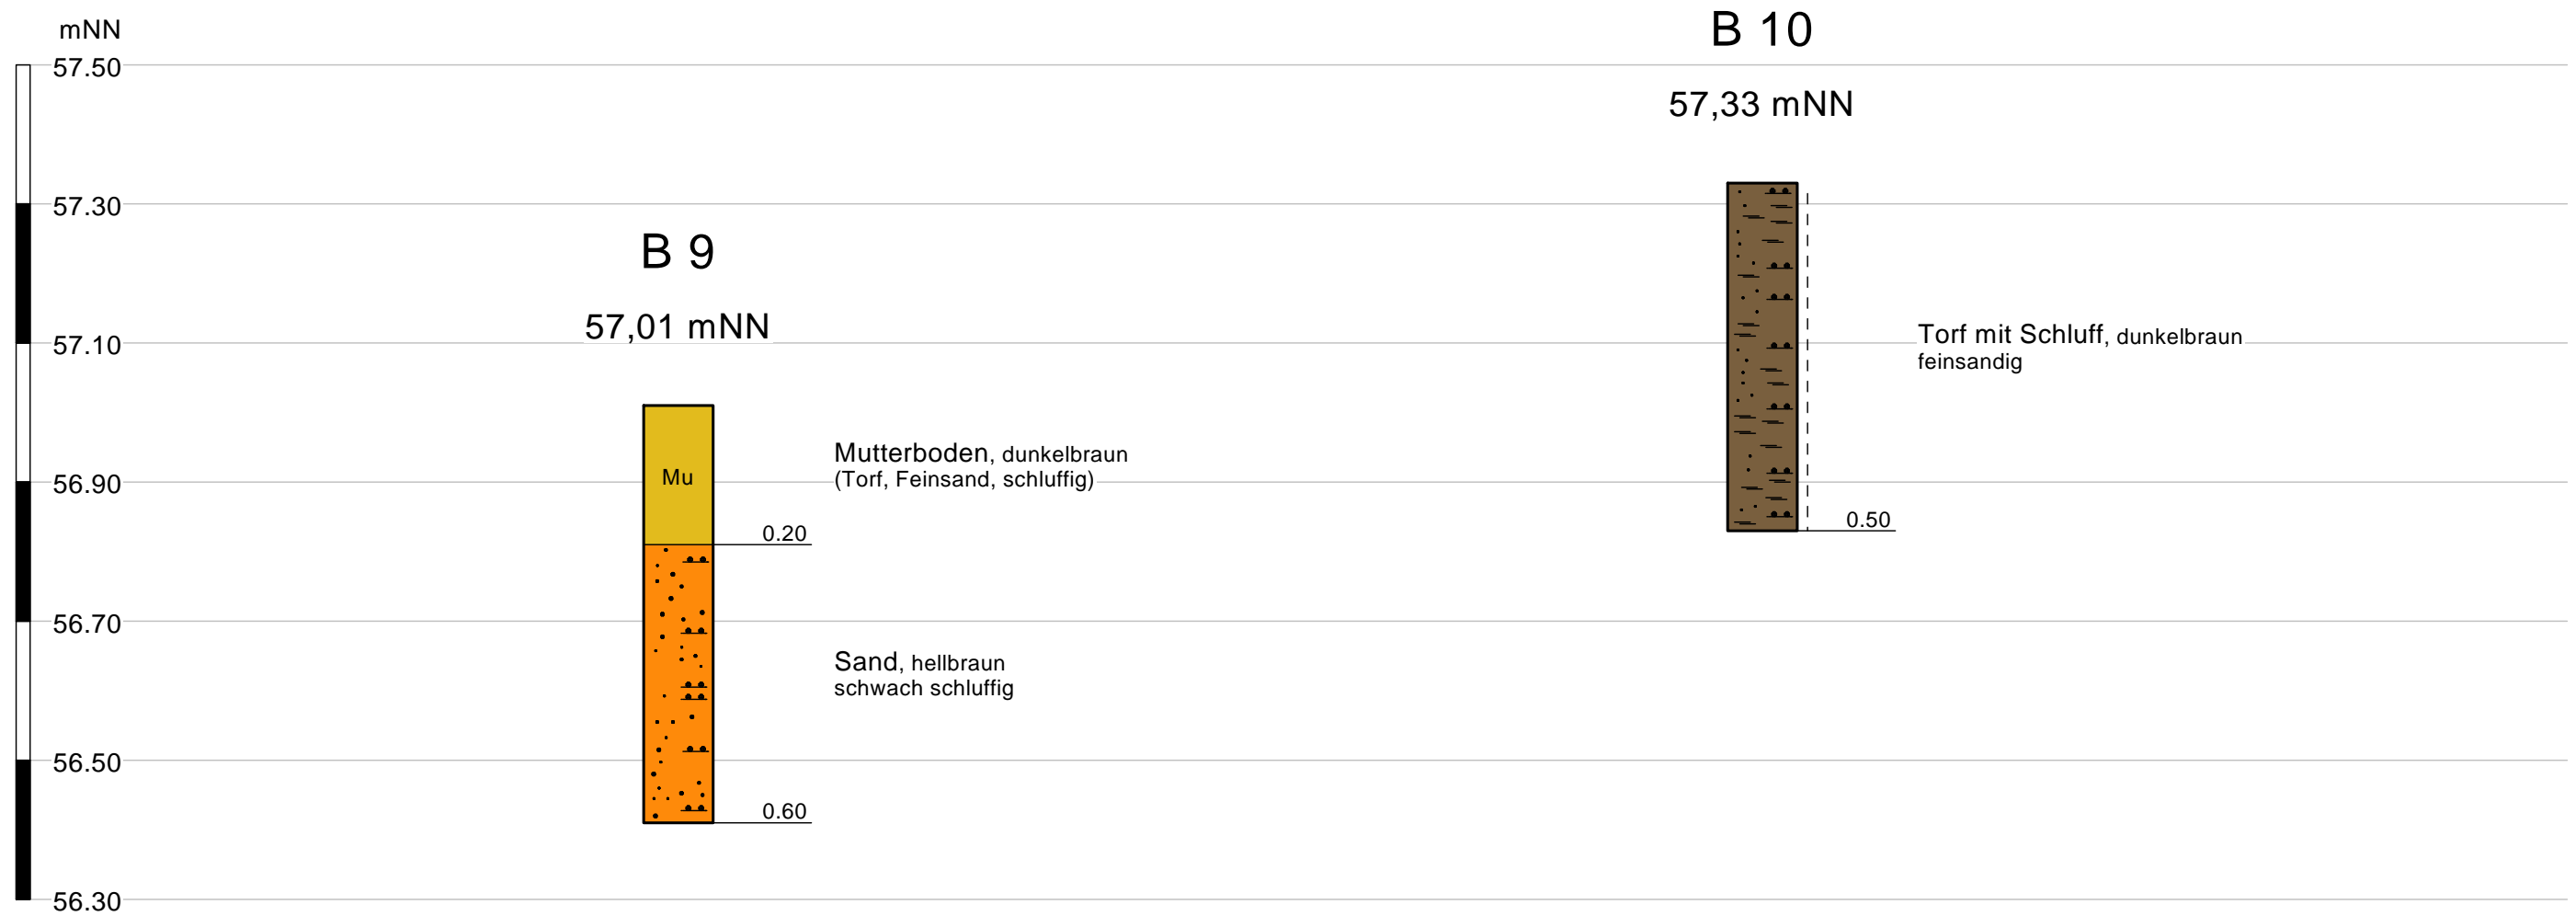 mNN
57.50
57.30
57.10
56.90
56.70
56.50
56.30
B 9
57,01 mNN
Mu
Mutterboden, dunkelbraun
(Torf, Feinsand, schluffig)
0.20
Sand, hellbraun
schwach schluffig
0.60
B 10
57,33 mNN
Torf mit Schluff, dunkelbraun
feinsandig
0.50